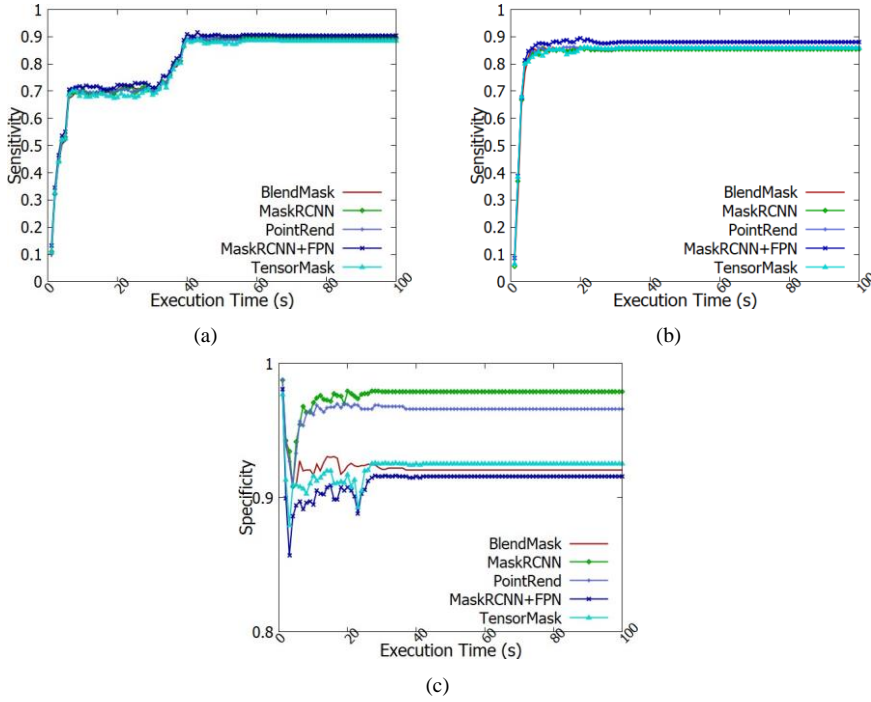 1
0.9
0.8
0.7
0.6
0.5
0.4
0.3
0.2
0.1
0
Sensitivity
BlendMask
MaskRCNN
PointRend
MaskRCNN+FPN
TensorMask
0
20
40
60
80
100
Execution Time (s)
(a)
1
0.9
0.8
0.7
0.6
0.5
0.4
0.3
0.2
0.1
0
Sensitivity
BlendMask
MaskRCNN
PointRend
MaskRCNN+FPN
TensorMask
0
20
40
60
80
100
Execution Time (s)
(b)
1
0.9
0.8
Specificity
BlendMask
MaskRCNN
PointRend
MaskRCNN+FPN
TensorMask
0
20
40
60
80
100
Execution Time (s)
(c)